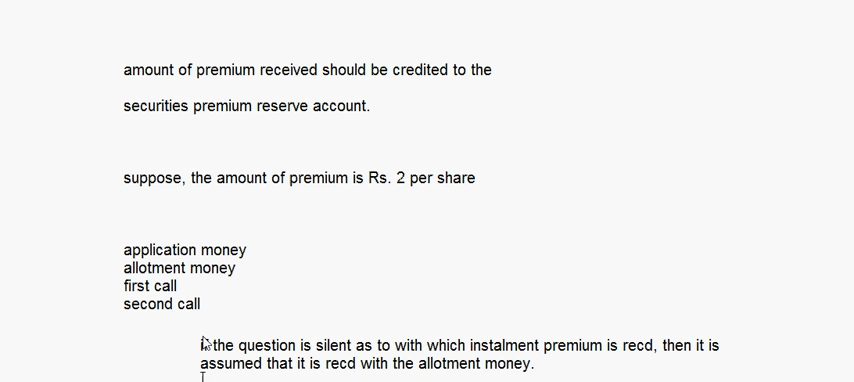 amount of premium received should be credited to the
securities premium reserve account.
suppose, the amount of premium is Rs. 2 per share
application money
allotment money
first call
second call
the question is silent as to with which instalment premium is recd, then it is
assumed that it is recd with the allotment money.